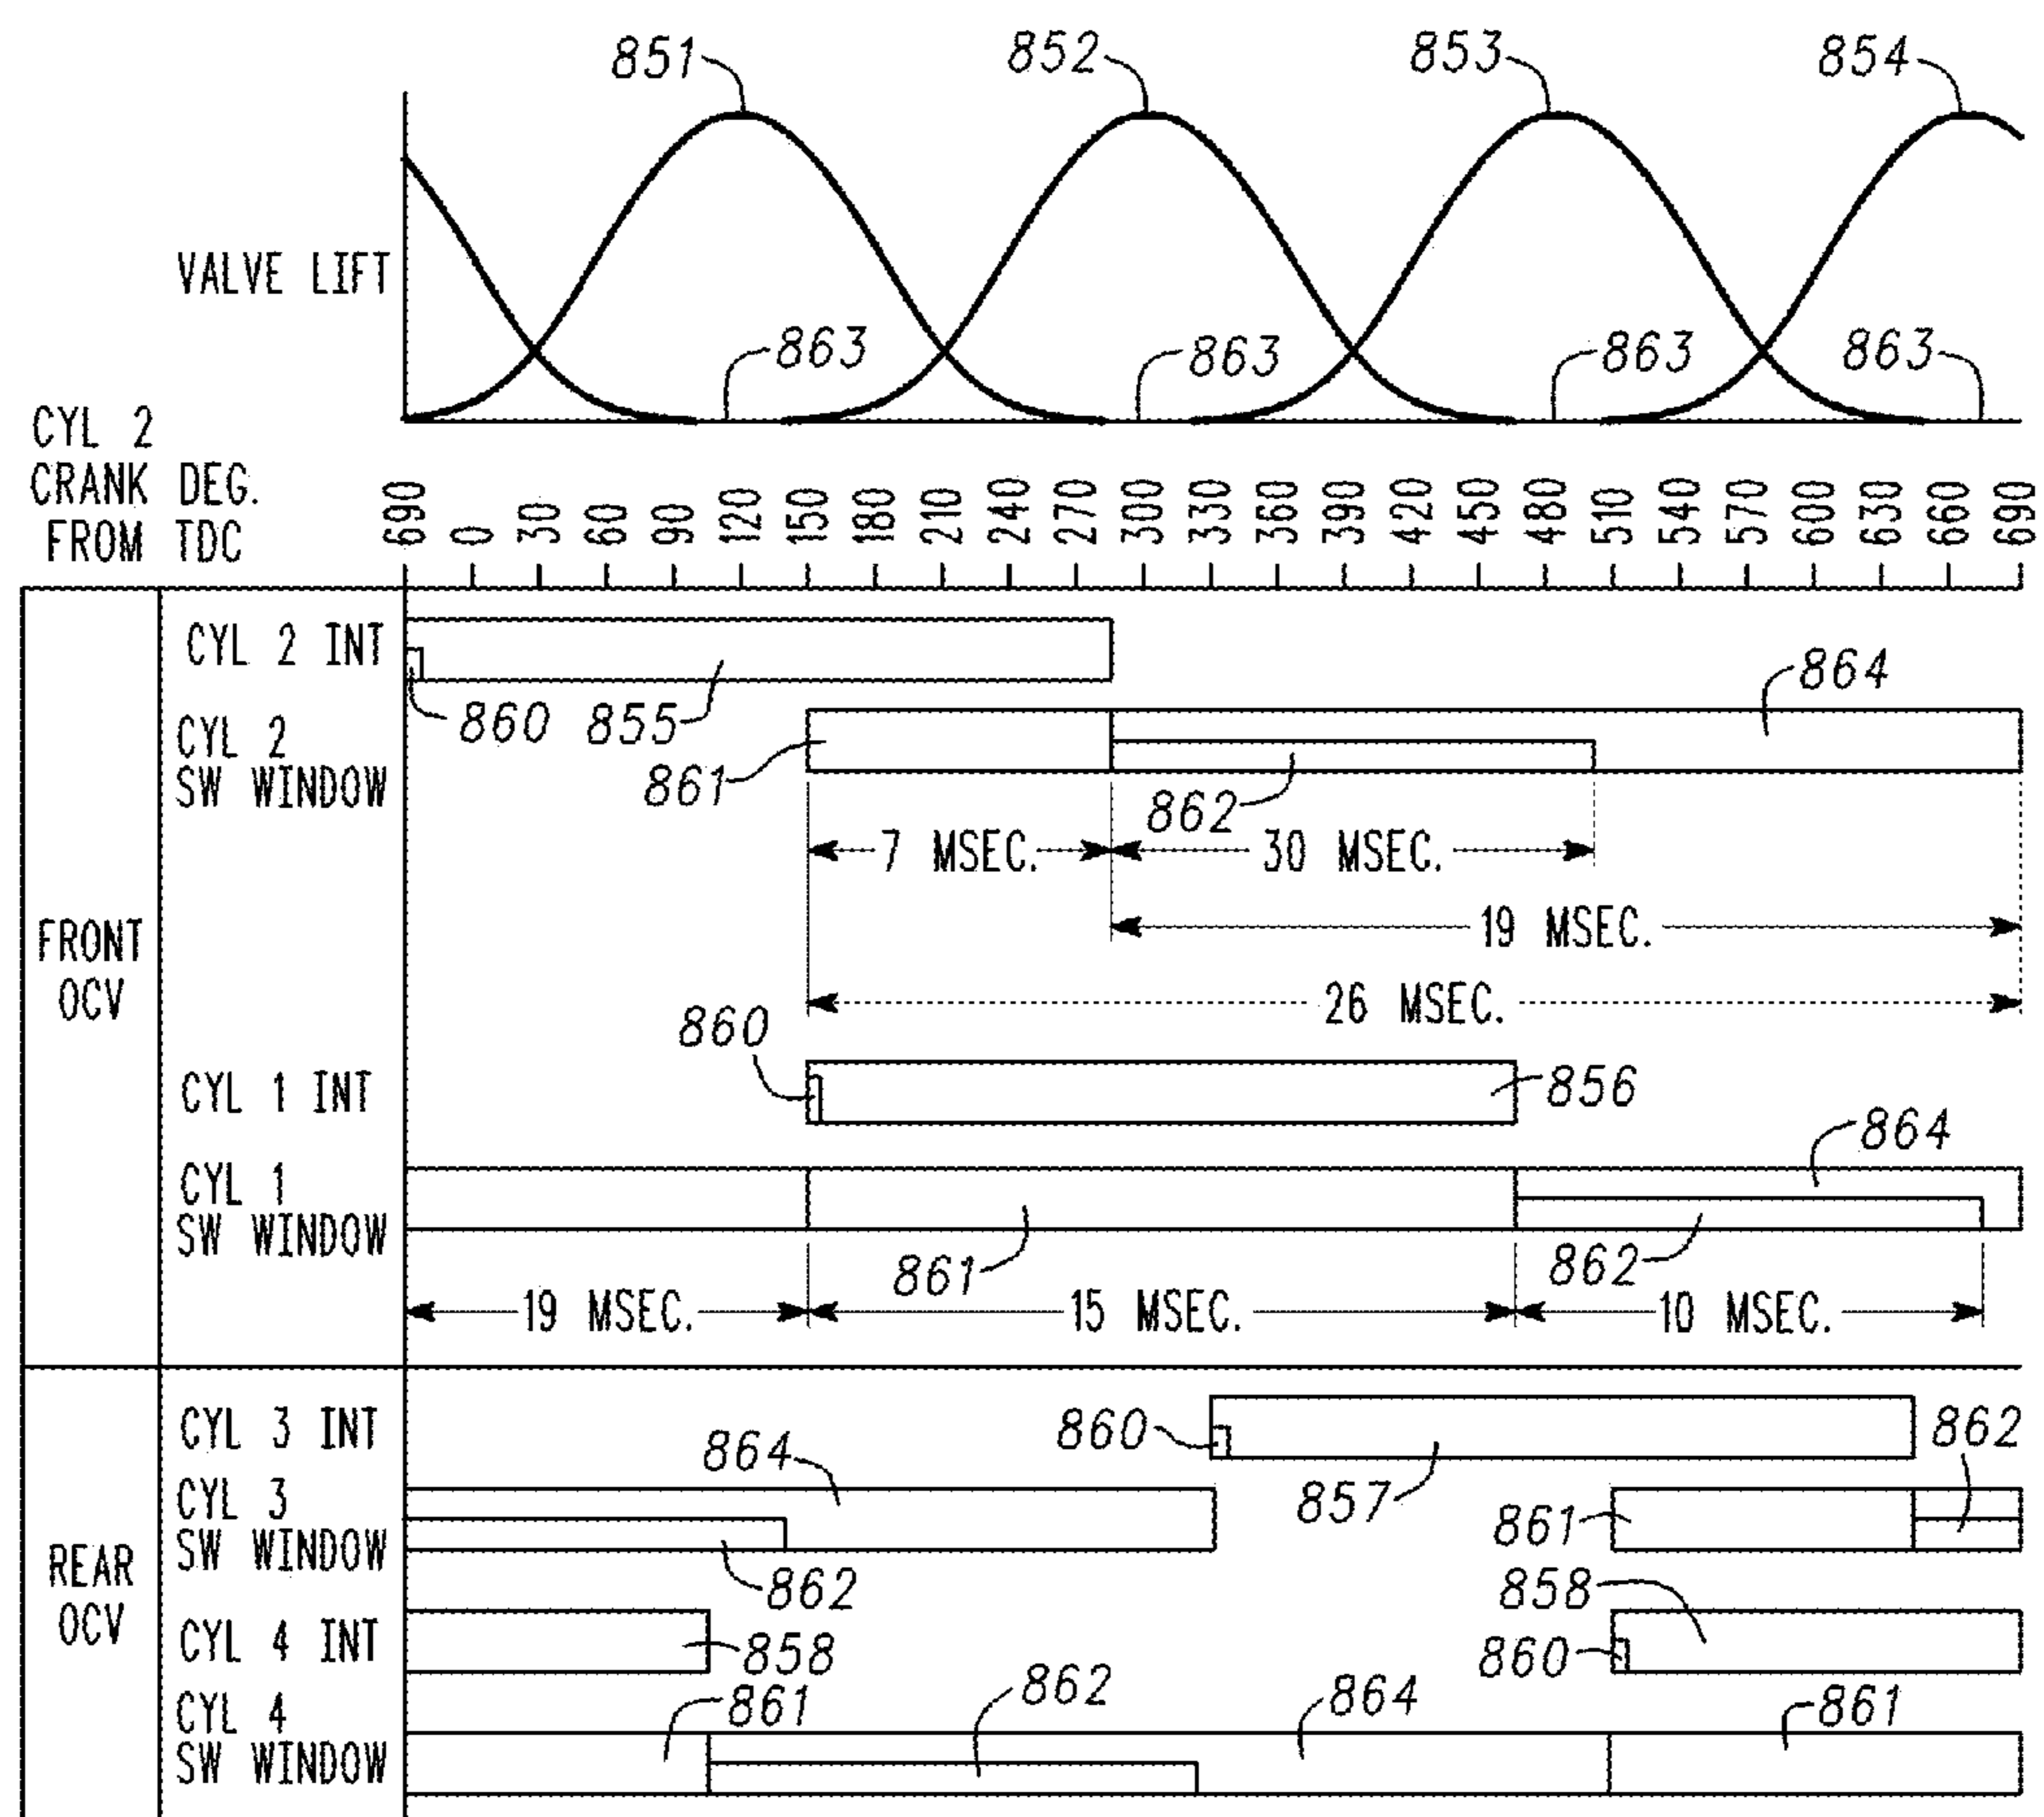 851
852
853
854
VALVE LIFT
863
863
863
863
CYL 2
CRANK DEG.
FROM TDC
690 0 30 60 90 120 150 180 210 240 270 300 330 360 390 420 450 480 510 540 570 600 630 660 690
FRONT
OCV
CYL 2 INT
860
855
864
CYL 2
SW WINDOW
861
862
7 MSEC.
30 MSEC.
19 MSEC.
26 MSEC.
860
CYL 1 INT
856
864
CYL 1
SW WINDOW
861
862
19 MSEC.
15 MSEC.
10 MSEC.
REAR
OCV
CYL 3 INT
860
857
862
864
CYL 3
SW WINDOW
861
862
858
CYL 4 INT
858
860
CYL 4
SW WINDOW
861
862
864
861